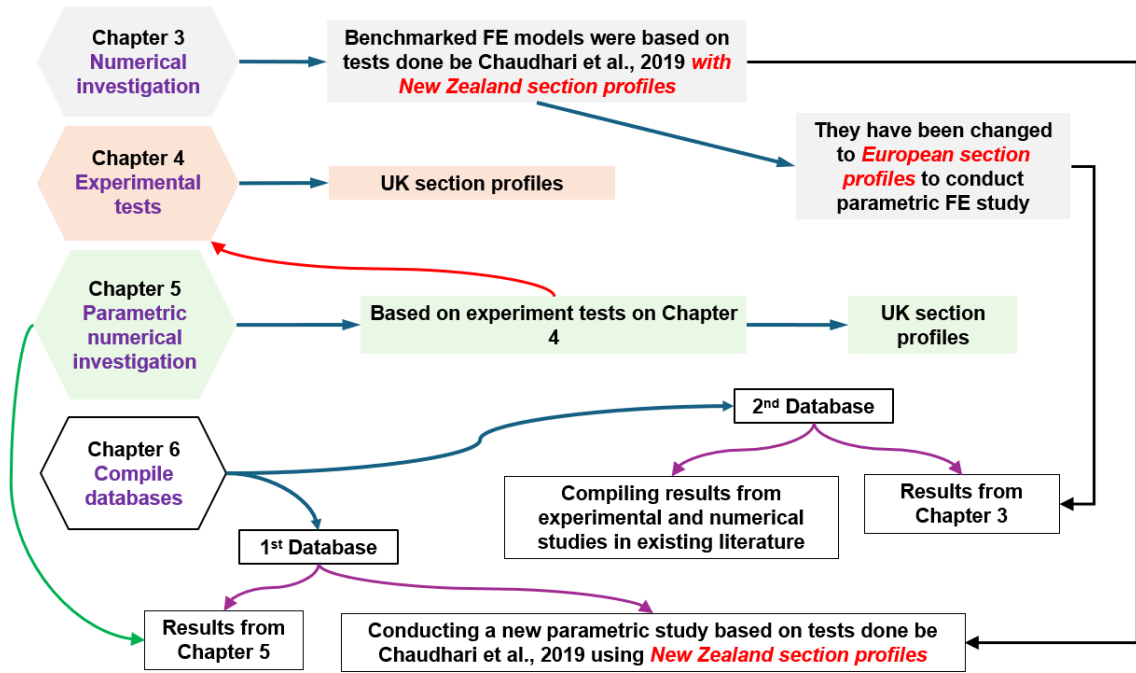 Chapter 3
Numerical
investigation
Benchmarked FE models were based on
tests done be Chaudhari et al., 2019 with
New Zealand section profiles
They have been changed
to European section
profiles to conduct
parametric FE study
Chapter 4
Experimental
tests
UK section profiles
Chapter 5
Parametric
numerical
investigation
Based on experiment tests on Chapter
4
UK section
profiles
Chapter 6
Compile
databases
2nd Database
Compiling results from
experimental and numerical
studies in existing literature
Results from
Chapter 3
1st Database
Results from
Chapter 5
Conducting a new parametric study based on tests done be
Chaudhari et al., 2019 using New Zealand section profiles